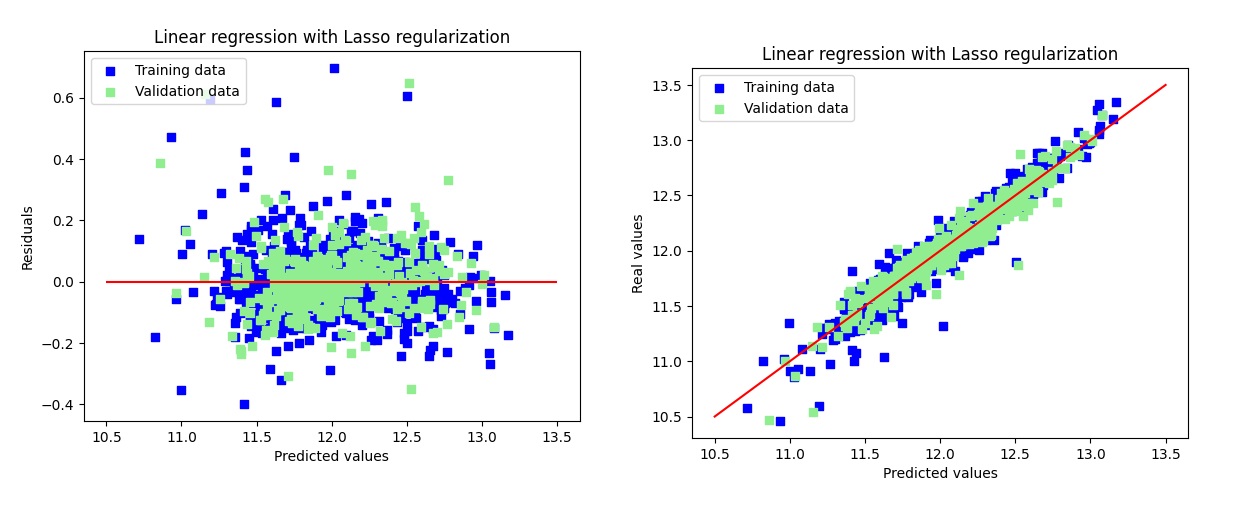 Linear regression with Lasso regularization
Training data
Validation data
0.6
0.4
0.2
0.0
−0.2
−0.4
Residuals
10.5 11.0 11.5 12.0 12.5 13.0 13.5
Predicted values
Linear regression with Lasso regularization
Training data
Validation data
13.5
13.0
12.5
12.0
11.5
11.0
10.5
Real values
10.5 11.0 11.5 12.0 12.5 13.0 13.5
Predicted values